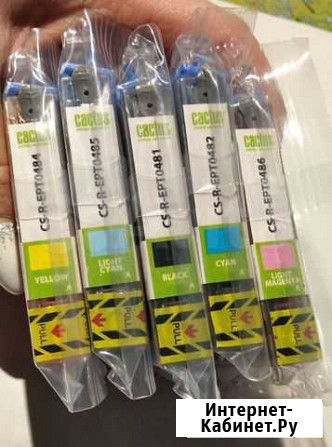 cactus
CS-R-EPT0484
YELLOW
PULL
cactus
CS-R-EPT0485
LIGHT
CYAN
PULL
cactus
CS-R-EPT0481
BLACK
PULL
cactus
CS-R-EPT0482
CYAN
PULL
cactus
CS-R-EPT0486
LIGHT
MAGENTA
PULL
Интернет-
Кабинет.Ру